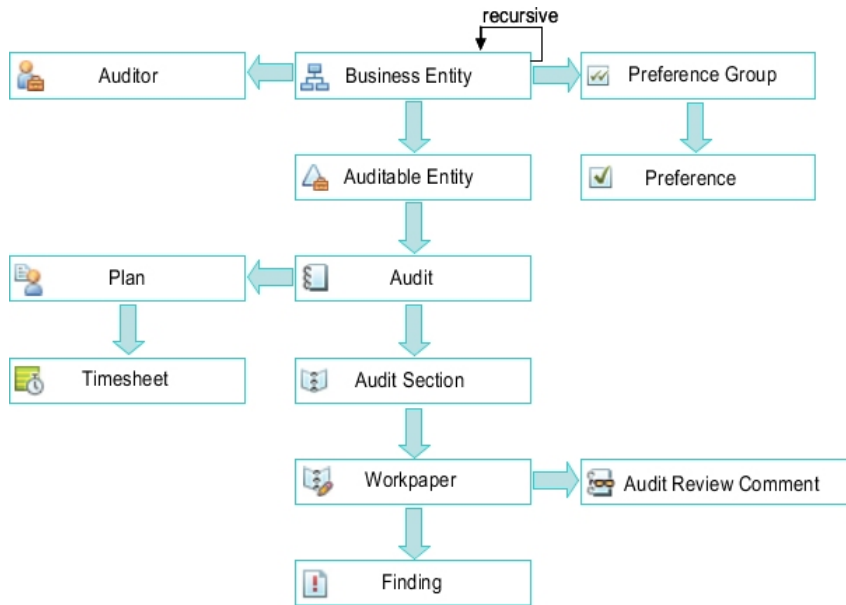 recursive
Auditor
Business Entity
Preference Group
Auditable Entity
Preference
Plan
Audit
Timesheet
Audit Section
Workpaper
Audit Review Comment
Finding